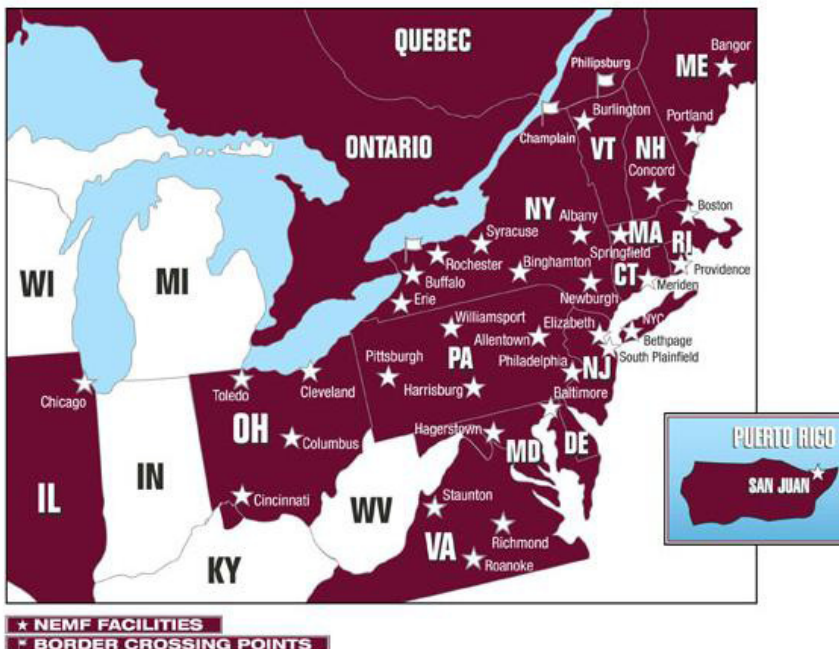 QUEBEC
Philipsburg
ME
Bangor
Champlain
Burlington
Portland
ONTARIO
VT
NH
Concord
NY
Albany
Boston
Syracuse
MA
RI
Springfield
Rochester
Binghamton
CT
Providence
WI
MI
Buffalo
Meriden
Newburgh
Erie
Williamsport
Elizabeth
NYC
Allentown
Bethpage
South Plainfield
Pittsburgh
PA
Philadelphia
NJ
Chicago
Toledo
Cleveland
Harrisburg
Baltimore
OH
Columbus
Hagerstown
MD
DE
PUERTO RICO
SAN JUAN
IL
IN
Cincinnati
WV
Staunton
VA
Richmond
Roanoke
KY
NEMF FACILITIES
BORDER CROSSING POINTS